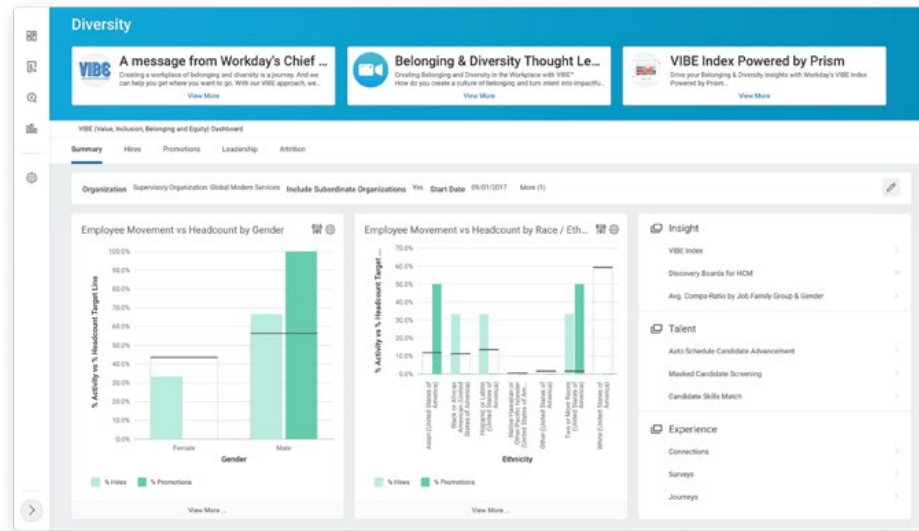 Diversity
VIBE
A message from Workday's Chief ...
Creating a workplace of belonging and diversity is a journey. And we
can help you get where you want to go. With our VIBE approach, we...
View More
Belonging & Diversity Thought Le...
Creating Belonging and Diversity in the Workplace with VIBE™
How do you create a culture of belonging and turn intent into impactfu...
View More
VIBE Index Powered by Prism
Drive your Belonging & Diversity insights with Workday's VIBE Index
Powered by Prism...
View More
VIBE (Value, Inclusion, Belonging and Equity) Dashboard
Summary Hires Promotions Leadership Attrition
Organization Supervisory Organization Global Modern Services Include Subordinate Organizations Yes Start Date 09/01/2017 More (1)
Employee Movement vs Headcount by Gender
% Activity vs % Headcount Target Line
100.0%
90.0%
80.0%
70.0%
60.0%
50.0%
40.0%
30.0%
20.0%
10.0%
0.0%
Female Male
Gender
% Hires % Promotions
View More ...
Employee Movement vs Headcount by Race / Eth...
% Activity vs % Headcount Target ...
70.0%
60.0%
50.0%
40.0%
30.0%
20.0%
10.0%
0.0%
Asian (United States of
America)
Black or African
American (United
States of America)
Hispanic or Latino
(United States of
America)
Native Hawaiian or
Other Pacific Islander
(United States of Am...
Other (United States of
America)
Two or More Races
(United States of
America)
White (United States of
America)
Ethnicity
% Hires % Promotions
View More ...
Insight
VIBE Index
Discovery Boards for HCM
Avg. Compa-Ratio by Job Family Group & Gender
Talent
Auto Schedule Candidate Advancement
Masked Candidate Screening
Candidate Skills Match
Experience
Connections
Surveys
Journeys